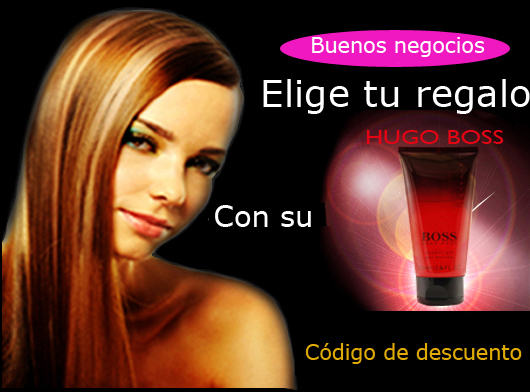 Buenos negocios
Elige tu regalo
HUGO BOSS
Con su
BOSS
Código de descuento